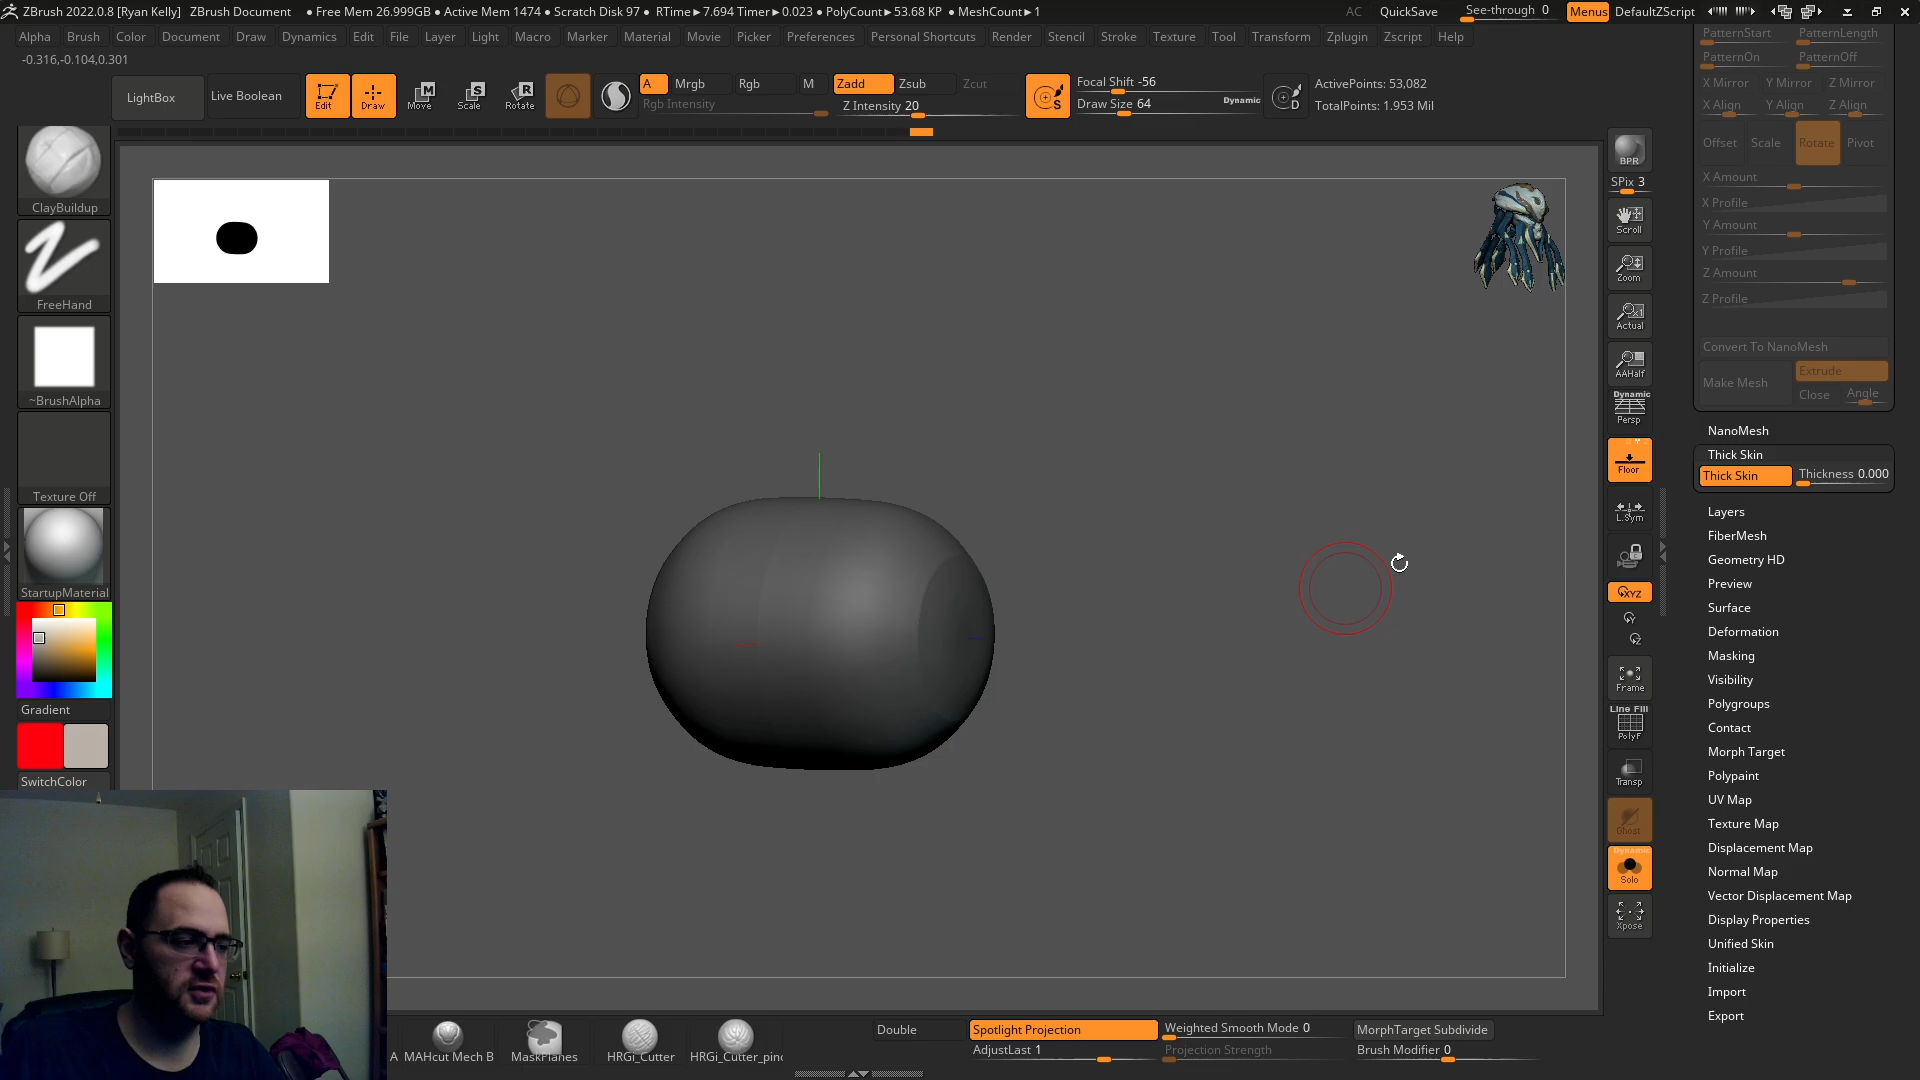 ZBrush 2022.0.8 [Ryan Kelly] ZBrush Document • Free Mem 26.999GB • Active Mem 1474 • Scratch Disk 97 • RTime►7.694 Timer►0.023 • PolyCount►53.68 KP • MeshCount►1 AC QuickSave See-through 0 Menus DefaultZScript
Alpha Brush Color Document Draw Dynamics Edit File Layer Light Macro Marker Material Movie Picker Preferences Personal Shortcuts Render Stencil Stroke Texture Tool Transform Zplugin Zscript Help
-0.316,-0.104,0.301
LightBox Live Boolean Edit Draw Move Scale Rotate
A Mrgb Rgb M Zadd Zsub Zcut
Rgb Intensity Z Intensity 20
Focal Shift -56
Draw Size 64 Dynamic
ActivePoints: 53,082
TotalPoints: 1.953 Mil
ClayBuildup
FreeHand
~BrushAlpha
Texture Off
StartupMaterial
Gradient
SwitchColor
BPR
SPix 3
Scroll
Zoom
Actual
AAHalf
Dynamic
Persp
Floor
L.Sym
XYZ
Y
Z
Frame
Line Fill
PolyF
Transp
Ghost
Dynamic
Solo
Xpose
PatternStart PatternLength
PatternOn PatternOff
X Mirror Y Mirror Z Mirror
X Align Y Align Z Align
Offset Scale Rotate Pivot
X Amount
X Profile
Y Amount
Y Profile
Z Amount
Z Profile
Convert To NanoMesh
Make Mesh Extrude
Close Angle
NanoMesh
Thick Skin
Thick Skin Thickness 0.000
Layers
FiberMesh
Geometry HD
Preview
Surface
Deformation
Masking
Visibility
Polygroups
Contact
Morph Target
Polypaint
UV Map
Texture Map
Displacement Map
Normal Map
Vector Displacement Map
Display Properties
Unified Skin
Initialize
Import
Export
A MAHcut Mech B MaskPlanes HRGi_Cutter HRGi_Cutter_pinc
Double Spotlight Projection Weighted Smooth Mode 0 MorphTarget Subdivide
AdjustLast 1 Projection Strength Brush Modifier 0